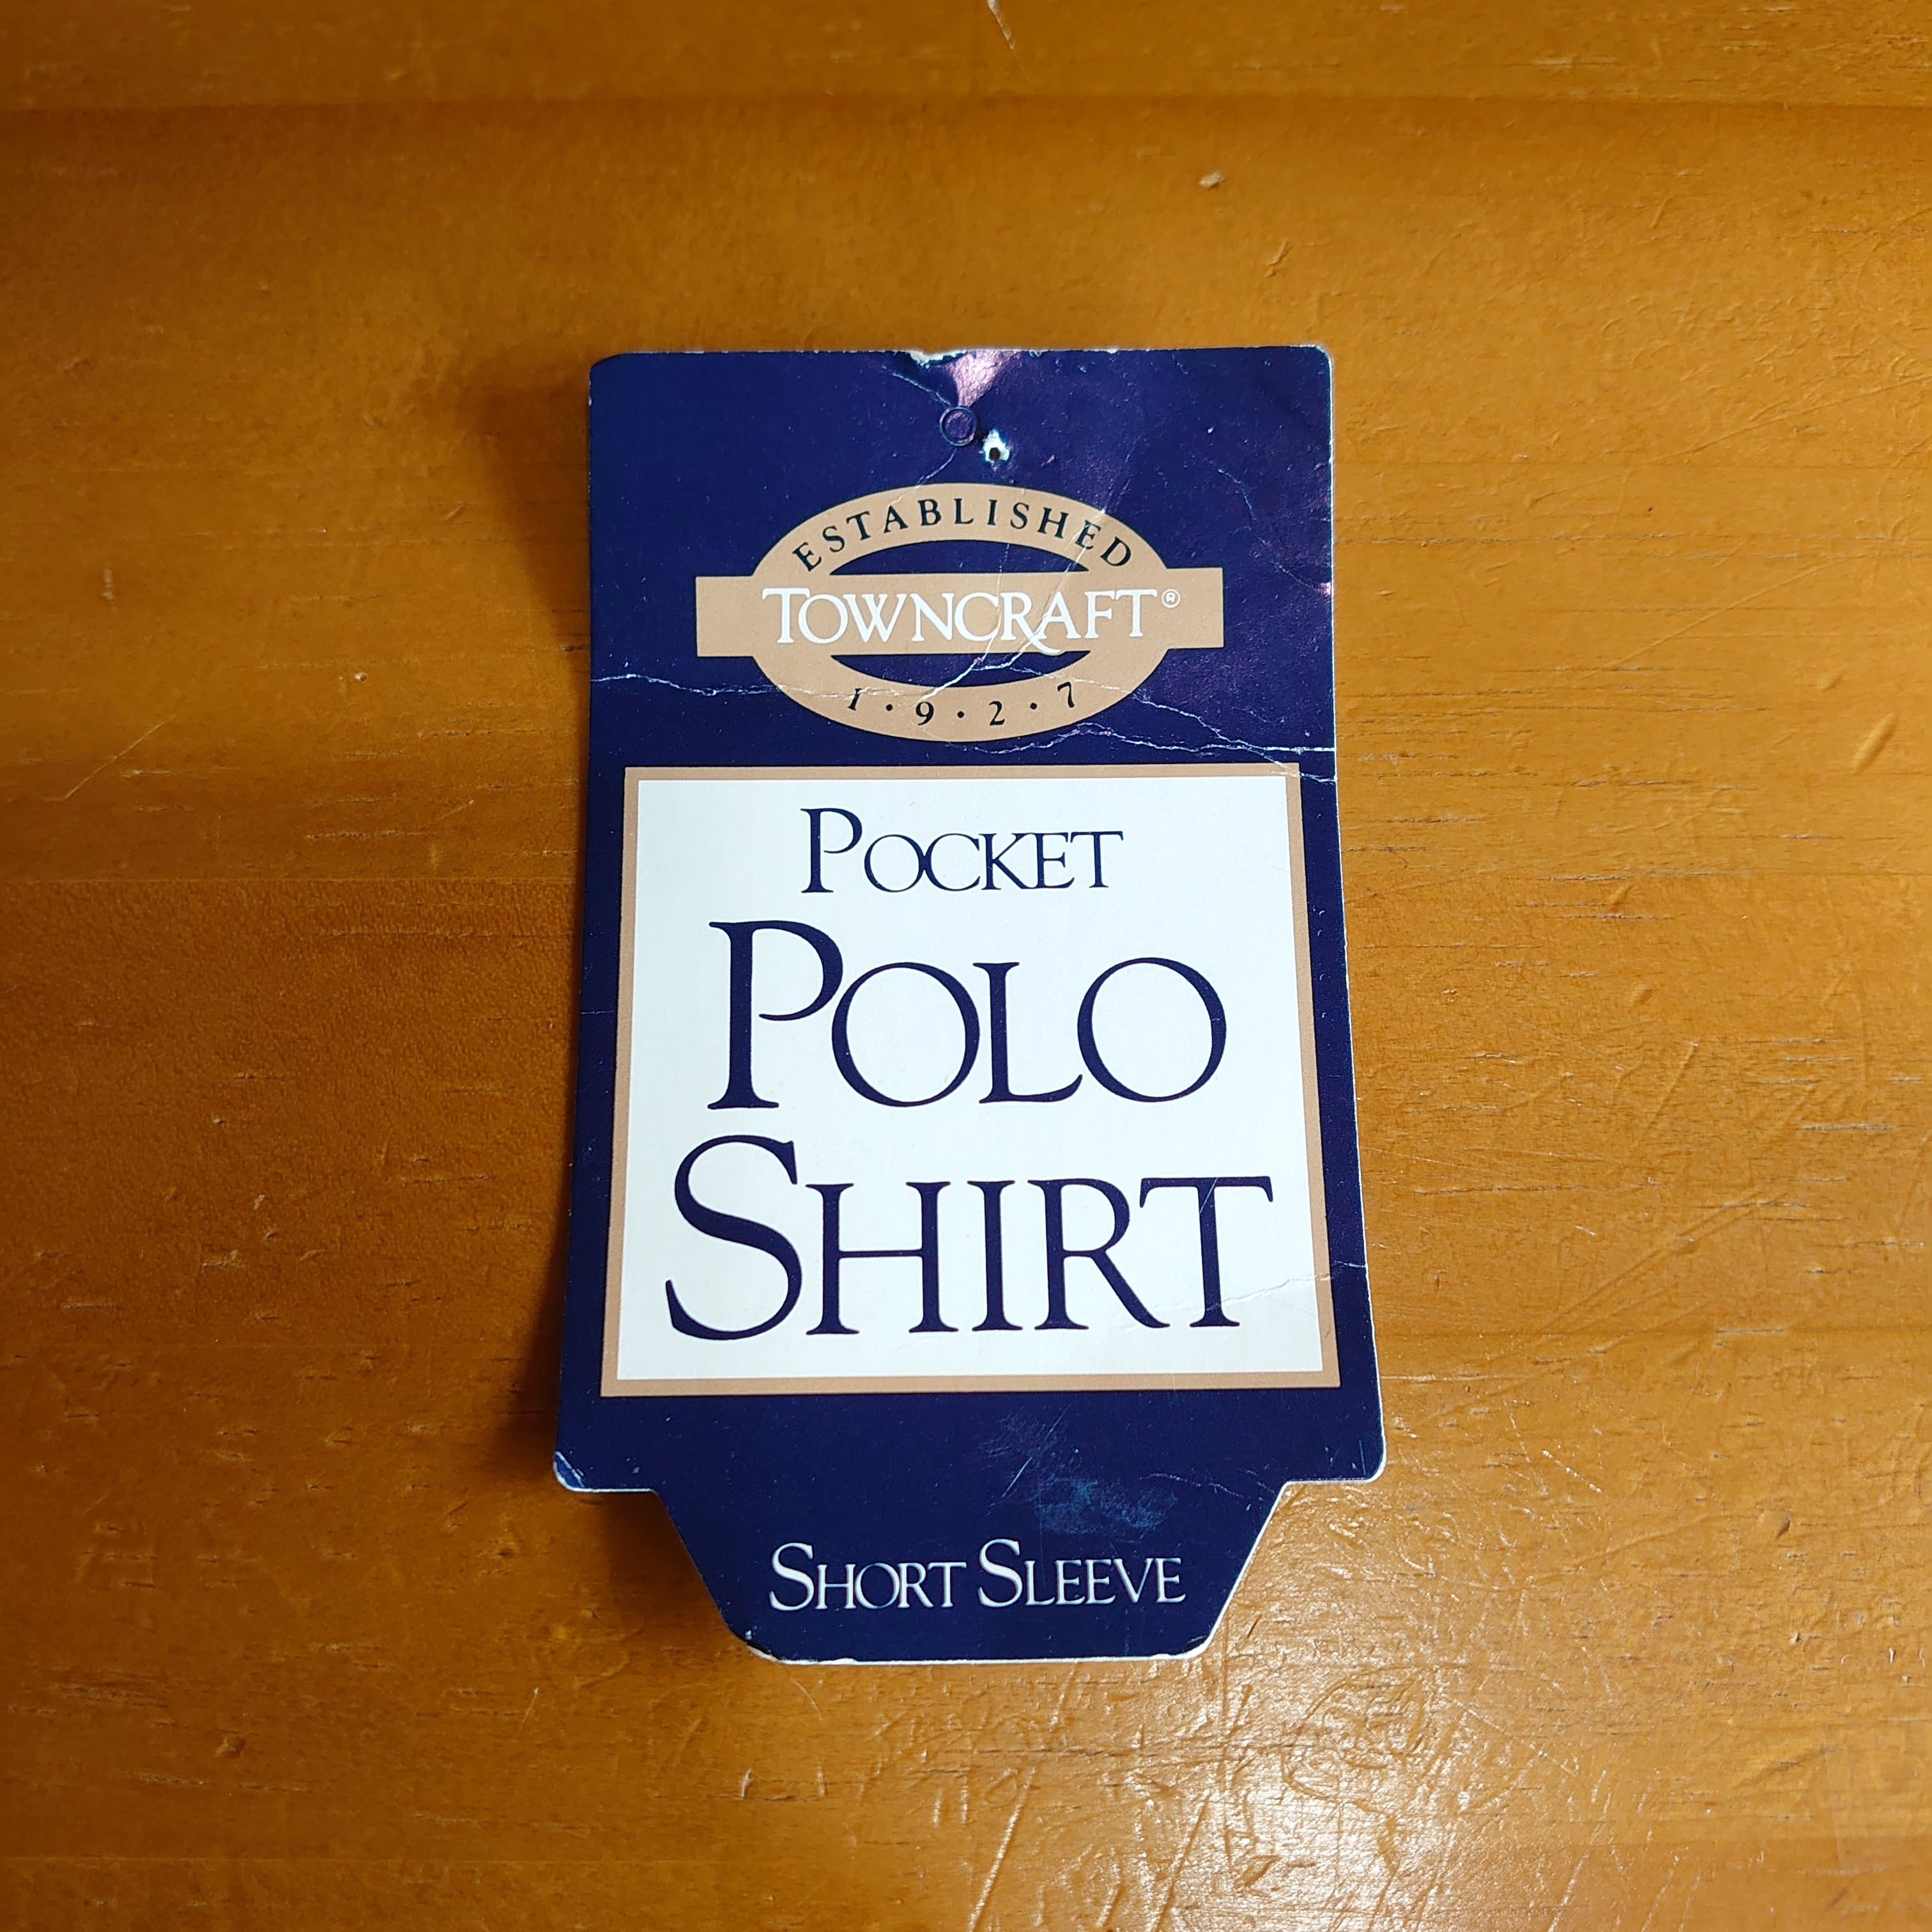 ESTABLISHED
TOWNCRAFT®
1·9·2·7
POCKET
POLO
SHIRT
SHORT SLEEVE